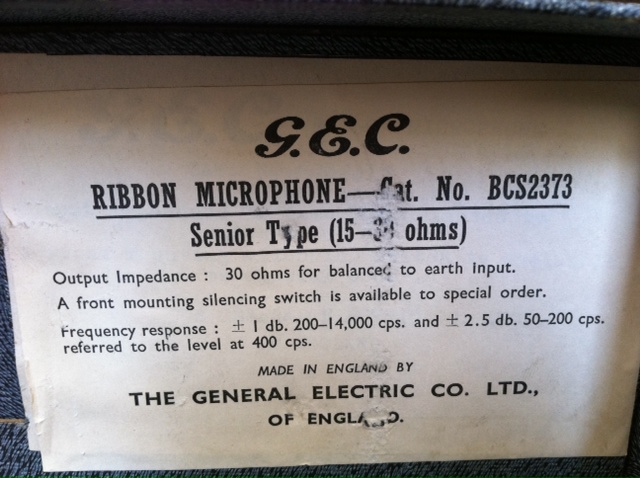 G.E.C.
RIBBON MICROPHONE—Cat. No. BCS2373
Senior Type (15–34 ohms)
Output Impedance : 30 ohms for balanced to earth input.
A front mounting silencing switch is available to special order.
Frequency response : ± 1 db. 200–14,000 cps. and ± 2.5 db. 50–200 cps.
referred to the level at 400 cps.
MADE IN ENGLAND BY
THE GENERAL ELECTRIC CO. LTD.,
OF ENGLAND.